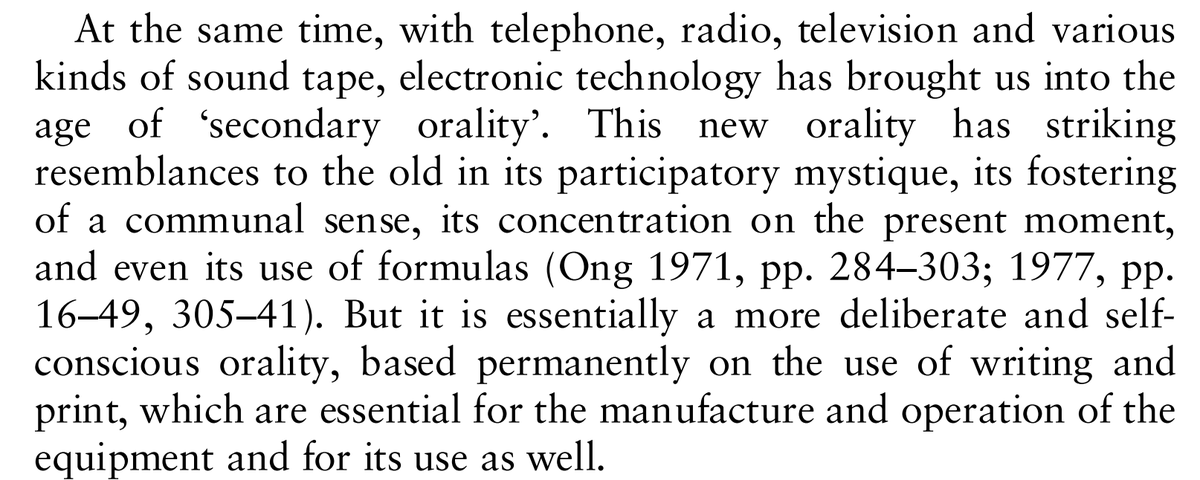 At the same time, with telephone, radio, television and various
kinds of sound tape, electronic technology has brought us into the
age of ‘secondary orality’. This new orality has striking
resemblances to the old in its participatory mystique, its fostering
of a communal sense, its concentration on the present moment,
and even its use of formulas (Ong 1971, pp. 284–303; 1977, pp.
16–49, 305–41). But it is essentially a more deliberate and self-
conscious orality, based permanently on the use of writing and
print, which are essential for the manufacture and operation of the
equipment and for its use as well.